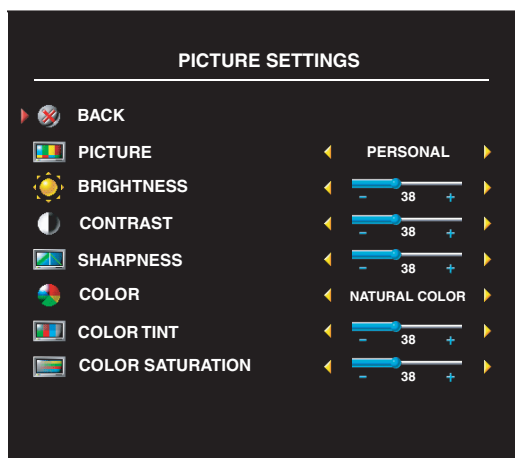 PICTURE SETTINGS
BACK
PICTURE PERSONAL
BRIGHTNESS - 38 +
CONTRAST - 38 +
SHARPNESS - 38 +
COLOR NATURAL COLOR
COLOR TINT - 38 +
COLOR SATURATION - 38 +